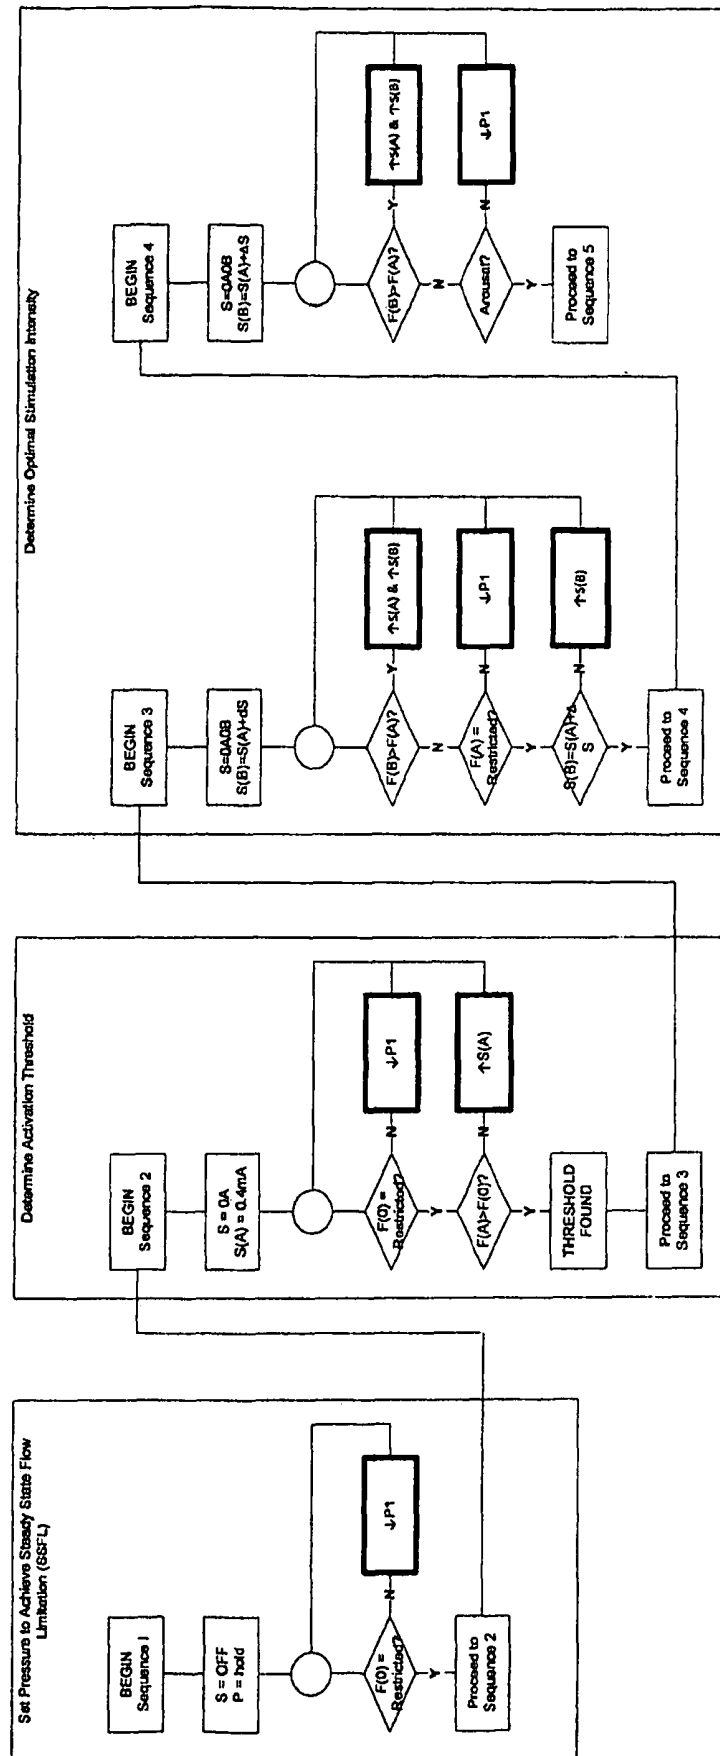 Set Pressure to Achieve Steady State Flow
Limitation (SSFL)
BEGIN
Sequence 1
S = OFF
P = hold
F(0) =
Restricted?
N
↓P1
Y
Proceed to
Sequence 2
Determine Activation Threshold
BEGIN
Sequence 2
S = 0A
S(A) = 0.4mA
F(0) =
Restricted?
N
↓P1
Y
F(A)>F(0)?
N
↑S(A)
Y
THRESHOLD
FOUND
Proceed to
Sequence 3
Determine Optimal Stimulation Intensity
BEGIN
Sequence 3
S=0A0B
S(B)=S(A)+dS
F(B)>F(A)?
Y
↑S(A) & ↑S(B)
N
F(A) =
Restricted?
N
↓P1
Y
S(B)=S(A)+Δ
S
N
↑S(B)
Y
Proceed to
Sequence 4
BEGIN
Sequence 4
S=0A0B
S(B)=S(A)+ΔS
F(B)>F(A)?
Y
↑S(A) & ↑S(B)
N
Arousal?
N
↓P1
Y
Proceed to
Sequence 5